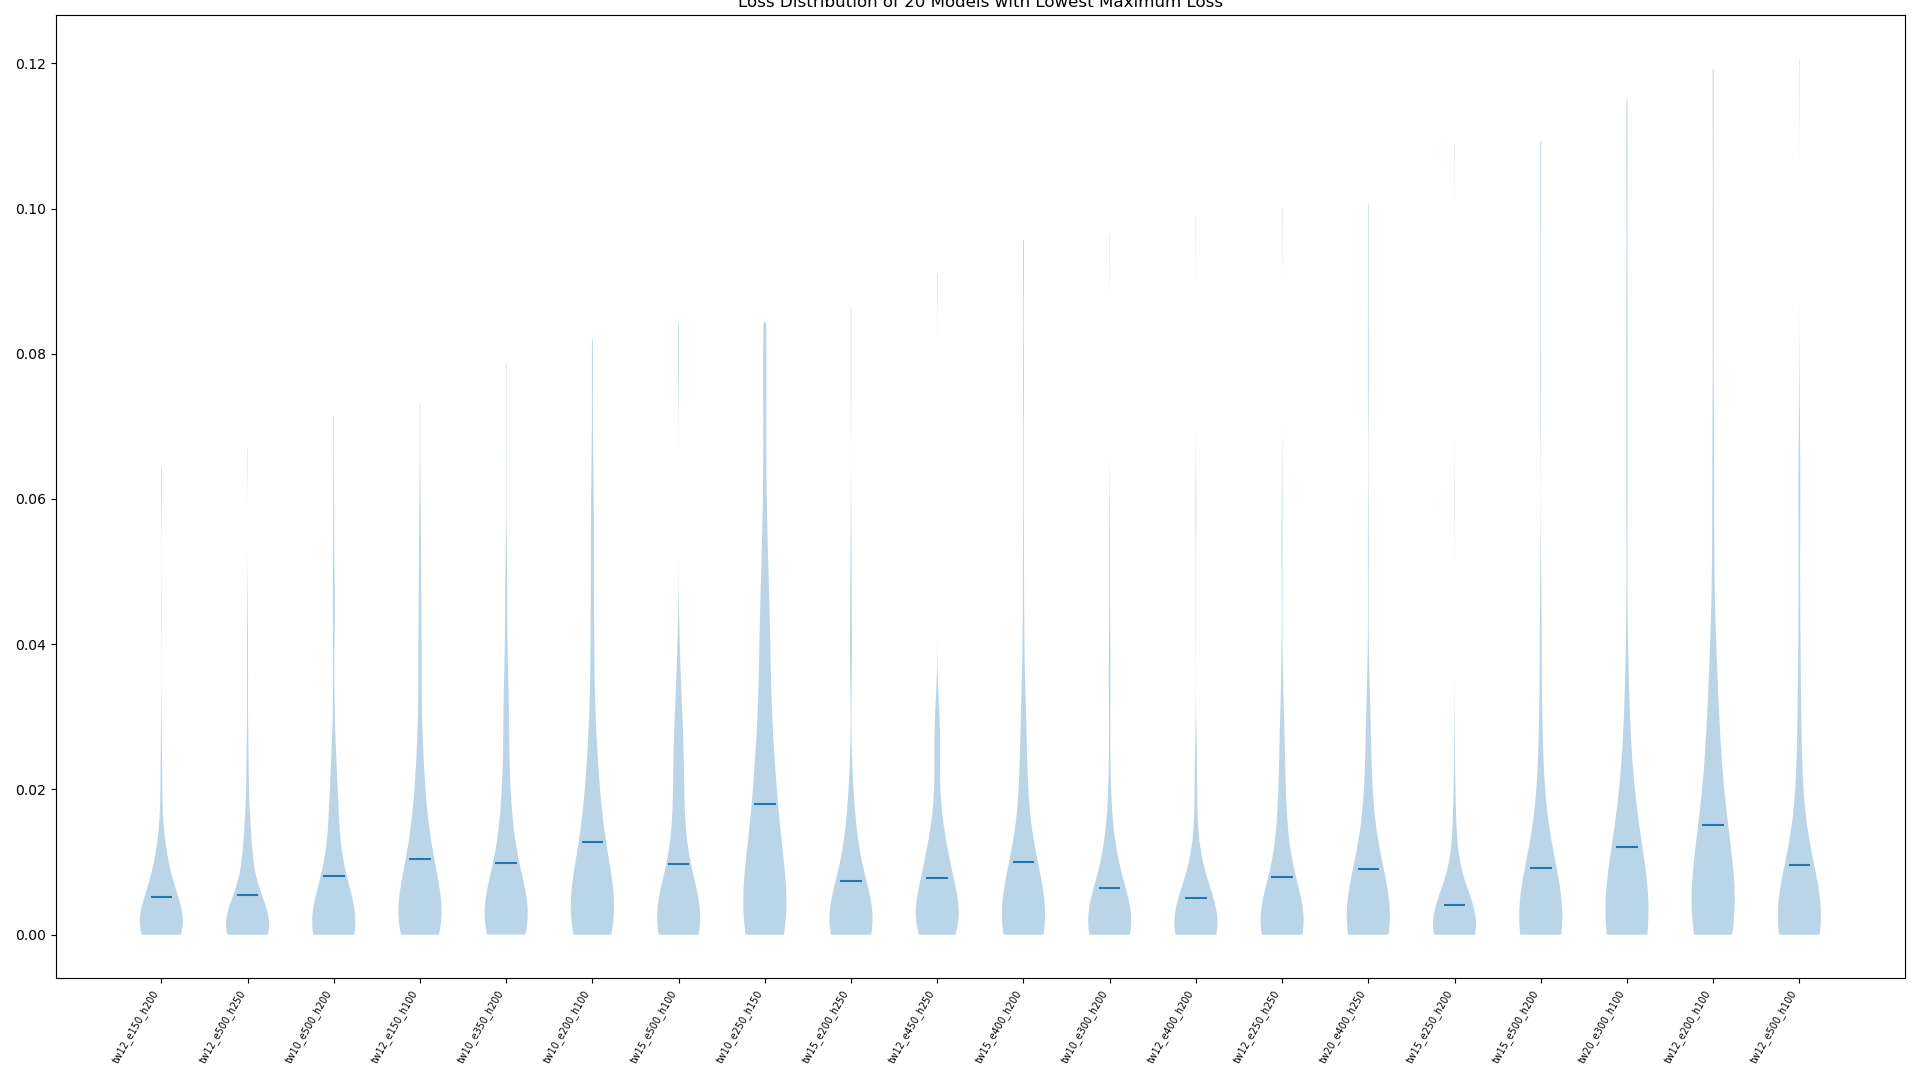 Loss Distribution of 20 Models with Lowest Maximum Loss
0.12
0.10
0.08
0.06
0.04
0.02
0.00
tw12_e150_h200
tw12_e500_h250
tw10_e500_h200
tw12_e150_h100
tw10_e350_h200
tw10_e200_h100
tw15_e500_h100
tw10_e250_h150
tw15_e200_h250
tw12_e450_h250
tw15_e400_h200
tw10_e300_h200
tw12_e400_h200
tw12_e250_h250
tw20_e400_h250
tw15_e250_h200
tw15_e500_h200
tw20_e300_h100
tw12_e200_h100
tw12_e500_h100